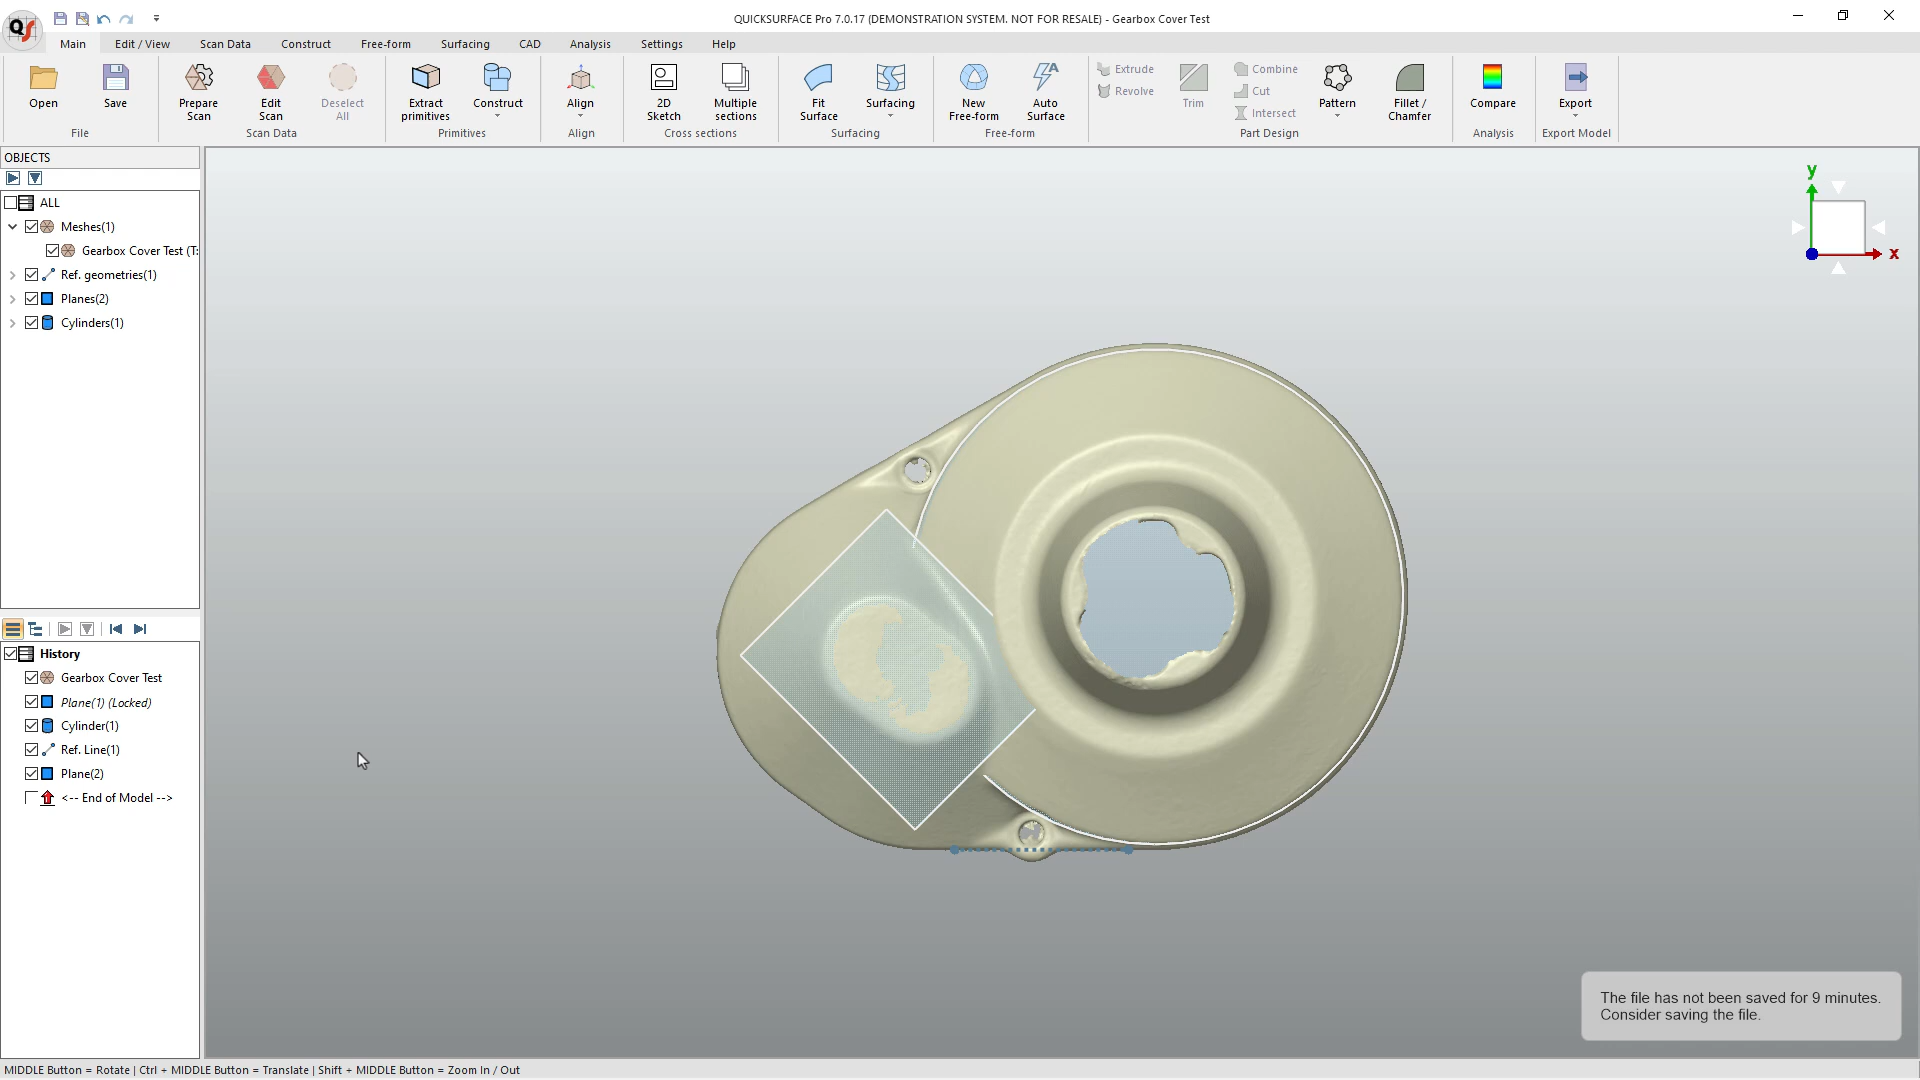 QUICKSURFACE Pro 7.0.17 (DEMONSTRATION SYSTEM. NOT FOR RESALE) - Gearbox Cover Test
Main Edit / View Scan Data Construct Free-form Surfacing CAD Analysis Settings Help
Open
Save
File
Prepare Scan
Edit Scan
Deselect All
Scan Data
Extract primitives
Construct
Primitives
Align
Align
2D Sketch
Multiple sections
Cross sections
Fit Surface
Surfacing
Surfacing
New Free-form
Auto Surface
Free-form
Extrude
Revolve
Trim
Combine
Cut
Intersect
Pattern
Fillet / Chamfer
Part Design
Compare
Analysis
Export
Export Model
OBJECTS
ALL
Meshes(1)
Gearbox Cover Test (T:
Ref. geometries(1)
Planes(2)
Cylinders(1)
History
Gearbox Cover Test
Plane(1) (Locked)
Cylinder(1)
Ref. Line(1)
Plane(2)
<-- End of Model -->
y
x
The file has not been saved for 9 minutes.
Consider saving the file.
MIDDLE Button = Rotate | Ctrl + MIDDLE Button = Translate | Shift + MIDDLE Button = Zoom In / Out